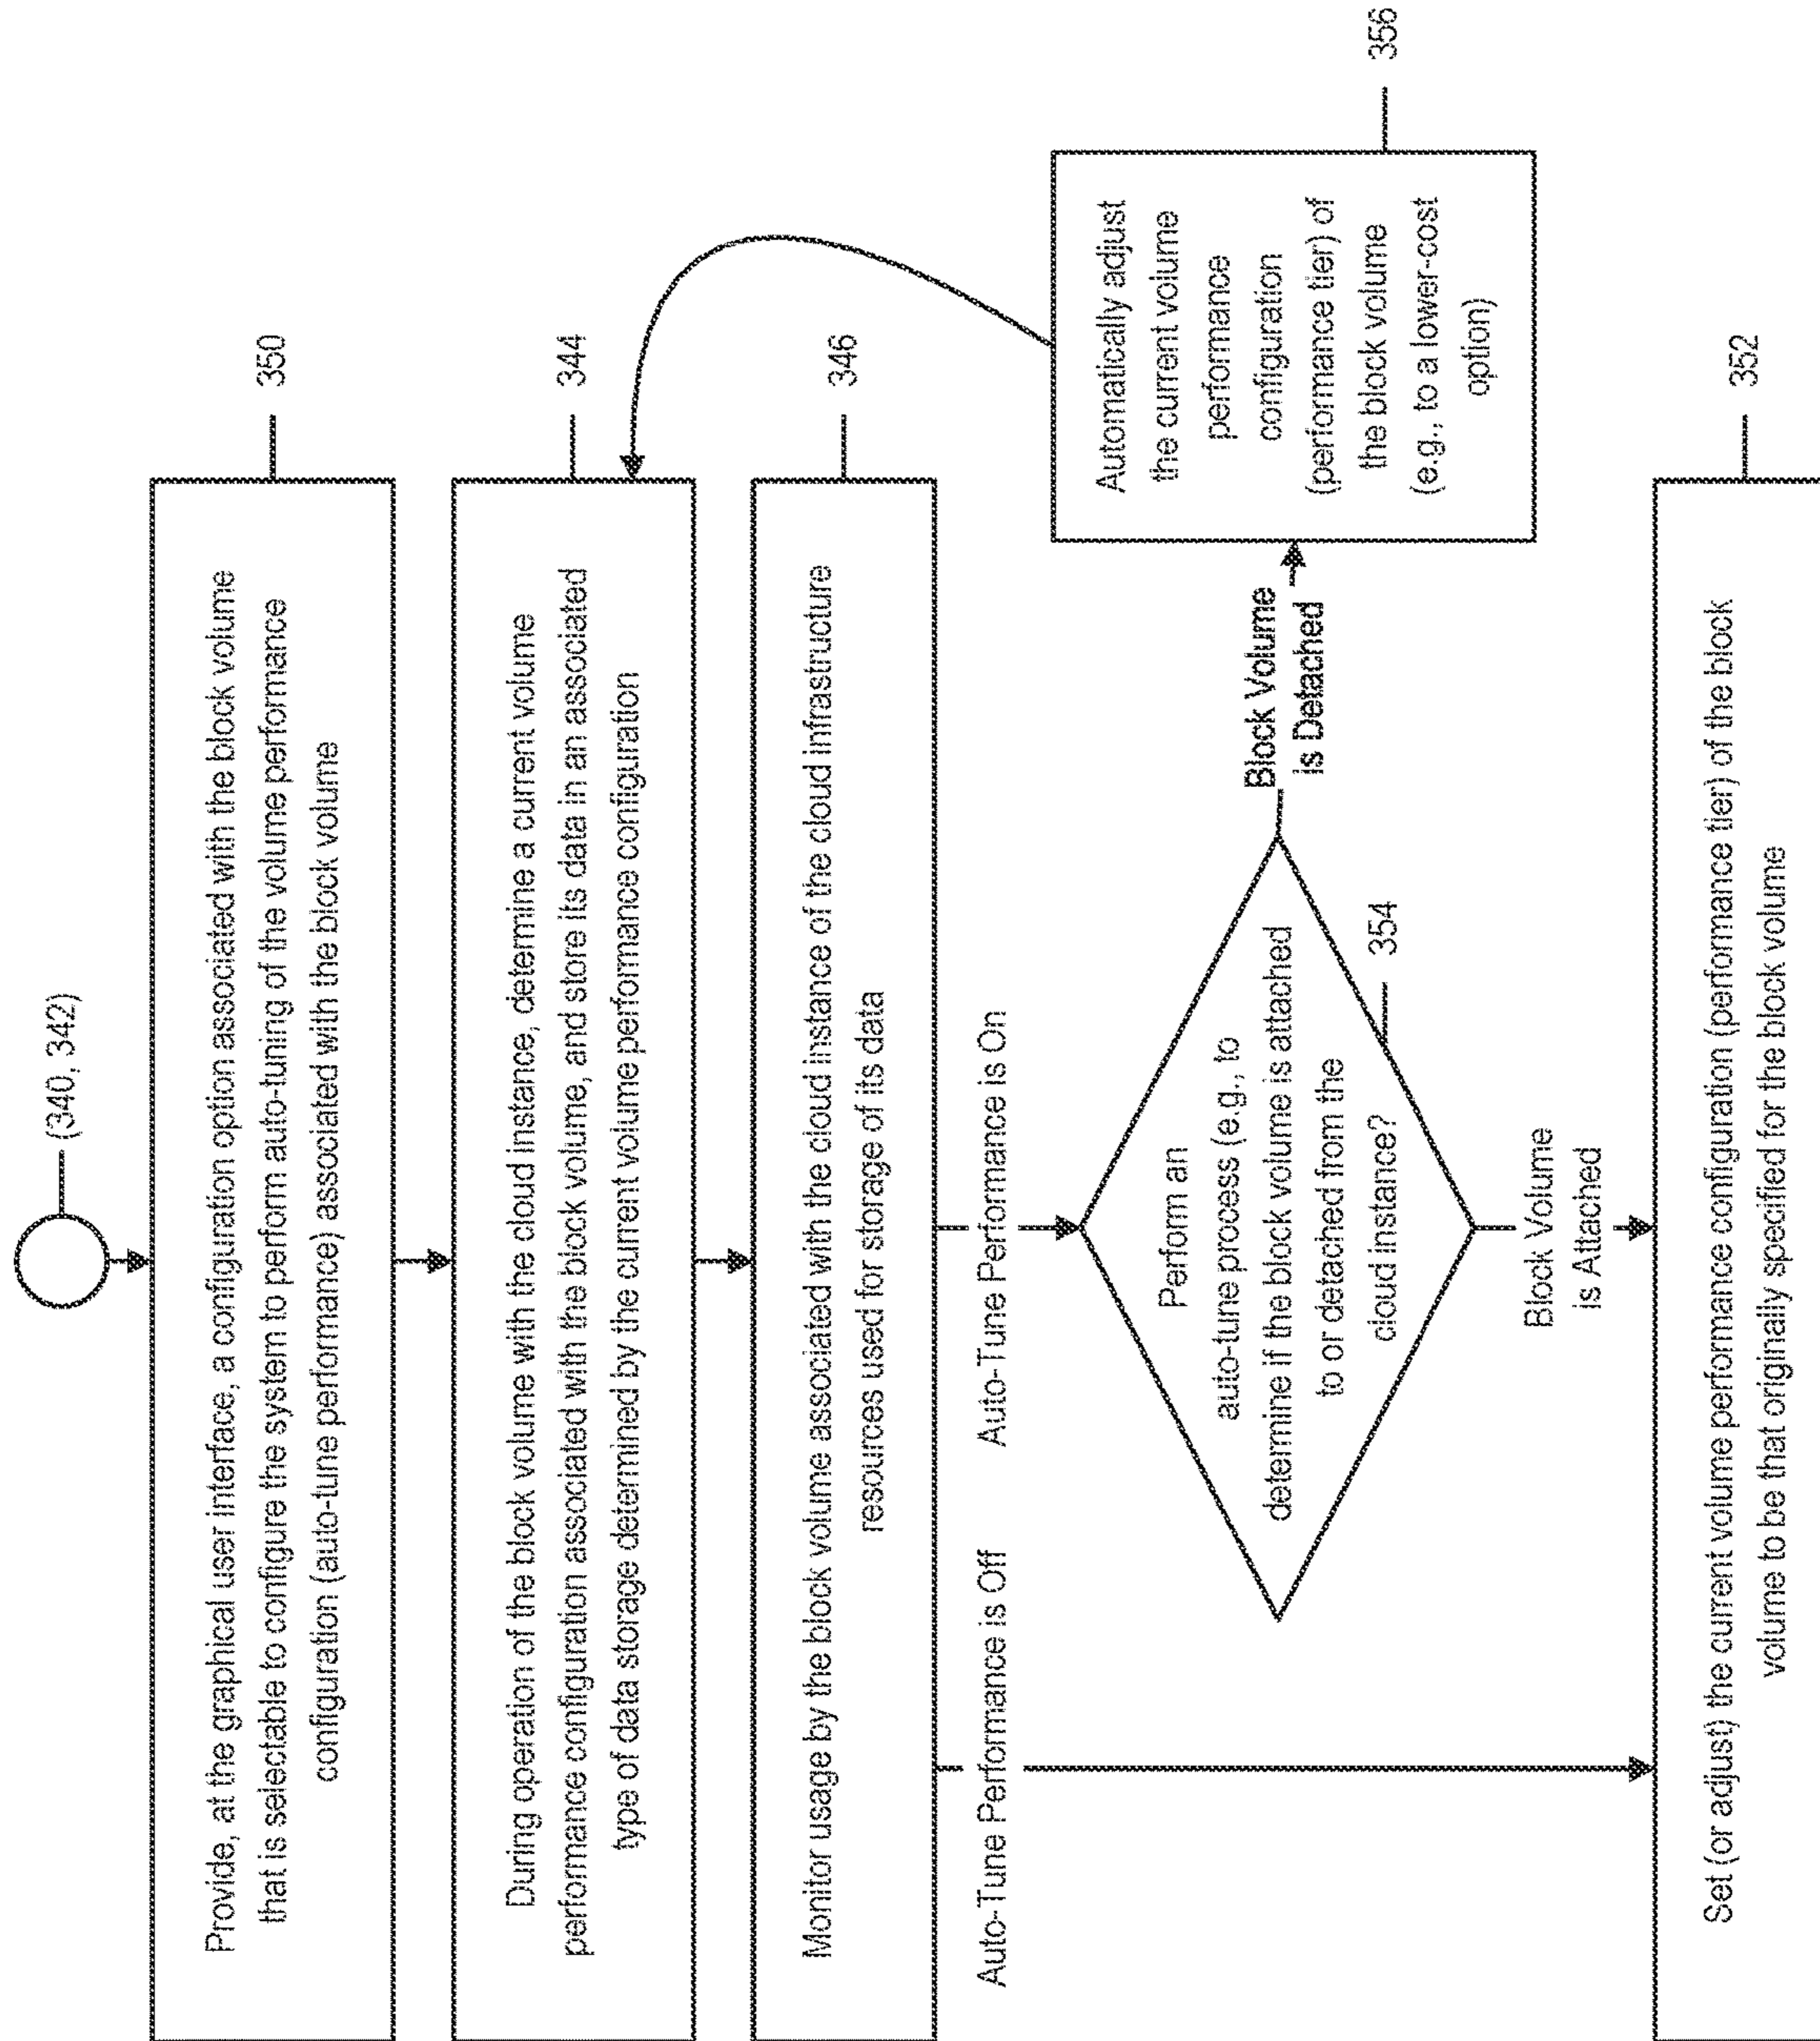 (340, 342)
Provide, at the graphical user interface, a configuration option associated with the block volume
that is selectable to configure the system to perform auto-tuning of the volume performance
configuration (auto-tune performance) associated with the block volume
350
During operation of the block volume with the cloud instance, determine a current volume
performance configuration associated with the block volume, and store its data in an associated
type of data storage determined by the current volume performance configuration
344
Monitor usage by the block volume associated with the cloud instance of the cloud infrastructure
resources used for storage of its data
346
Auto-Tune Performance is Off
Auto-Tune Performance is On
Perform an
auto-tune process (e.g., to
determine if the block volume is attached
to or detached from the
cloud instance?
354
Block Volume
is Detached
Automatically adjust
the current volume
performance
configuration
(performance tier) of
the block volume
(e.g., to a lower-cost
option)
356
Block Volume
is Attached
Set (or adjust) the current volume performance configuration (performance tier) of the block
volume to be that originally specified for the block volume
352